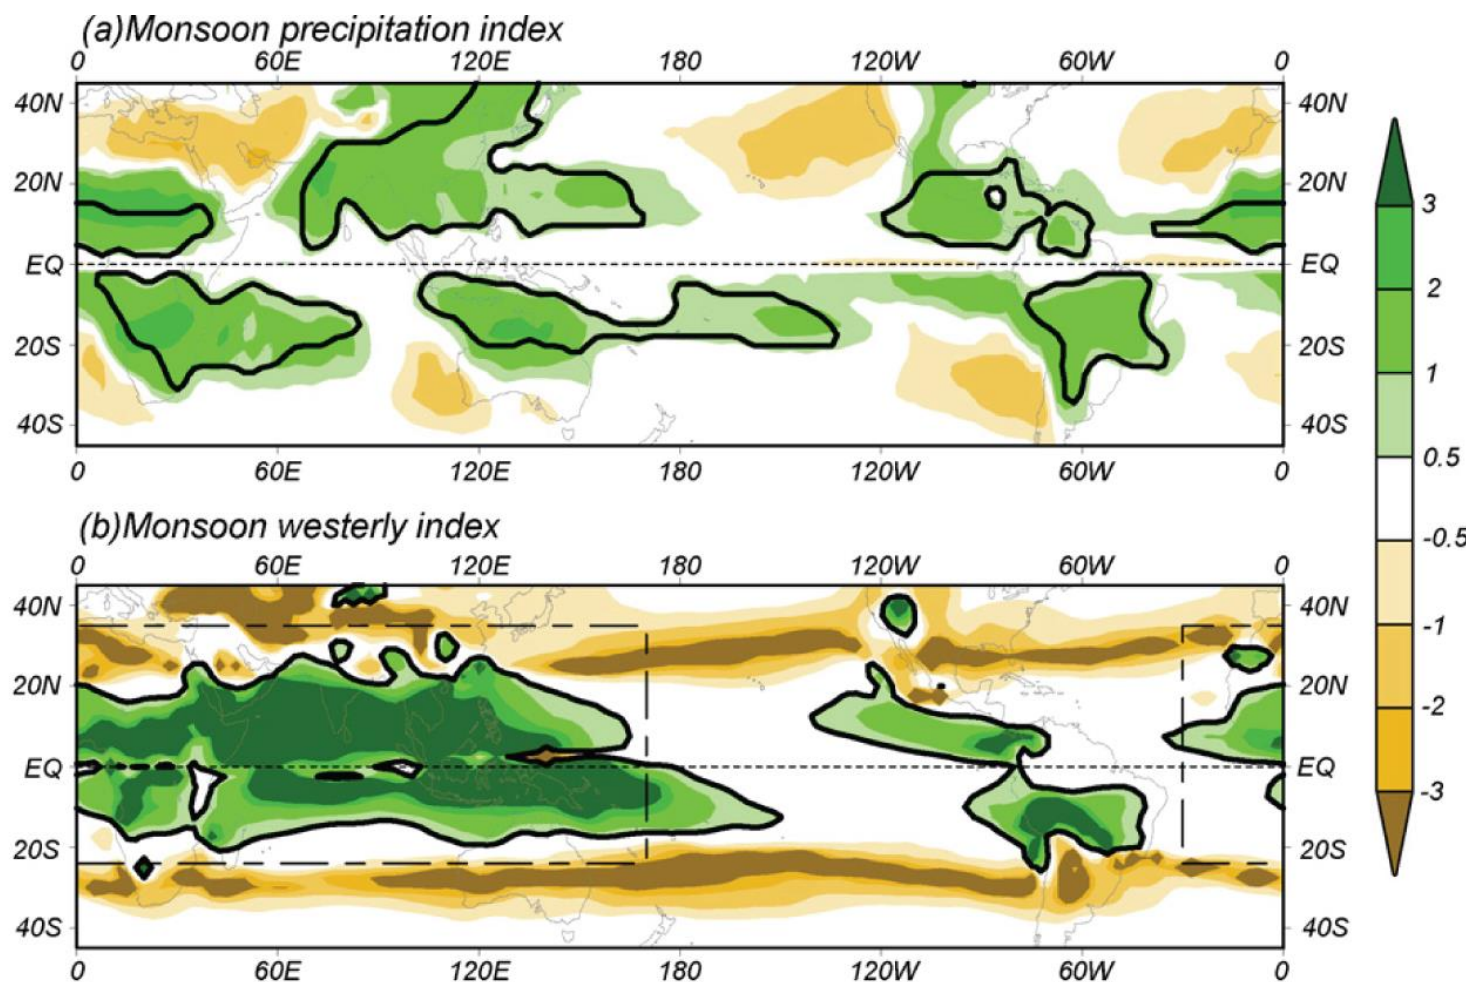 (a)Monsoon precipitation index
0 60E 120E 180 120W 60W 0
40N 40N
20N 20N
EQ EQ
20S 20S
40S 40S
0 60E 120E 180 120W 60W 0
(b)Monsoon westerly index
0 60E 120E 180 120W 60W 0
40N 40N
20N 20N
EQ EQ
20S 20S
40S 40S
0 60E 120E 180 120W 60W 0
3
2
1
0.5
-0.5
-1
-2
-3